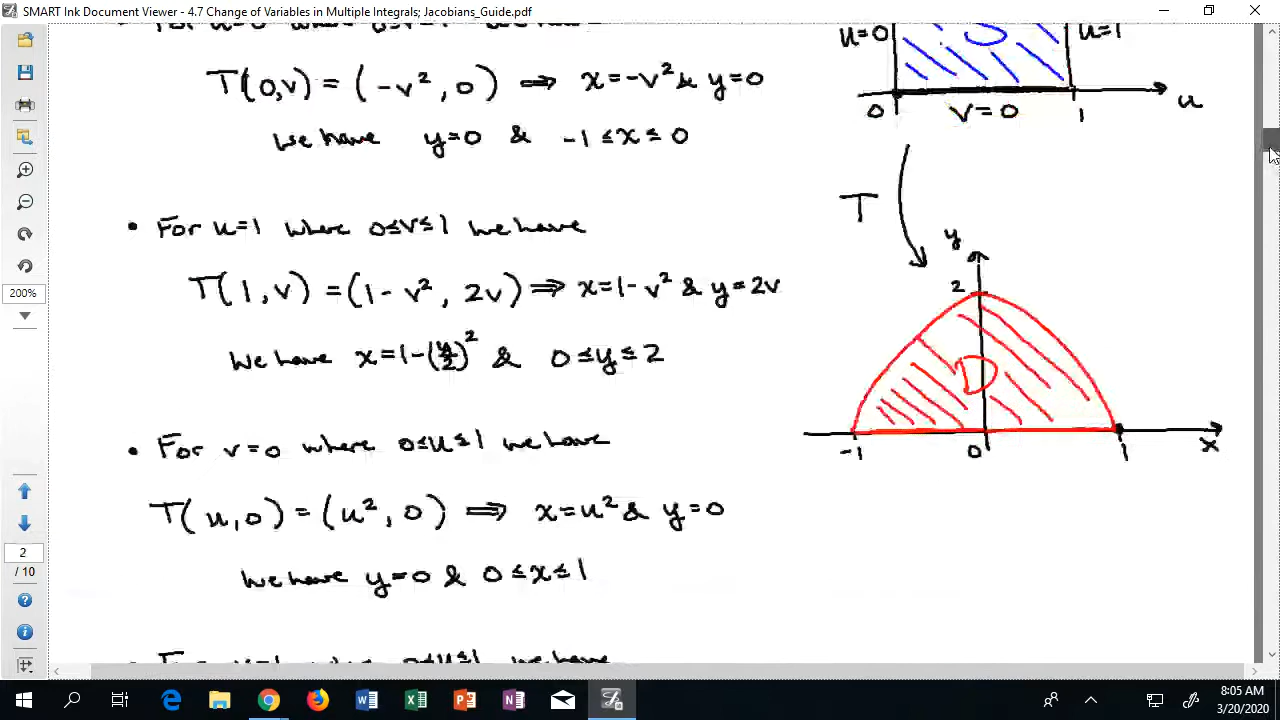 SMART Ink Document Viewer - 4.7 Change of Variables in Multiple Integrals; Jacobians_Guide.pdf
T(0,v) = (-v², 0) ⟹ x=-v² & y=0
We have y=0 & -1 ≤ x ≤ 0
• For u=1 where 0≤v≤1 we have
T(1,v) = (1-v², 2v) ⟹ x=1-v² & y=2v
We have x=1-(y/2)² & 0 ≤ y ≤ 2
• For v=0 where 0≤u≤1 we have
T(u,0) = (u², 0) ⟹ x=u² & y=0
We have y=0 & 0 ≤ x ≤ 1
u=0
S
u=1
0
v=0
1
u
T
y
2
D
-1
0
1
x
200%
2
/ 10
8:05 AM
3/20/2020